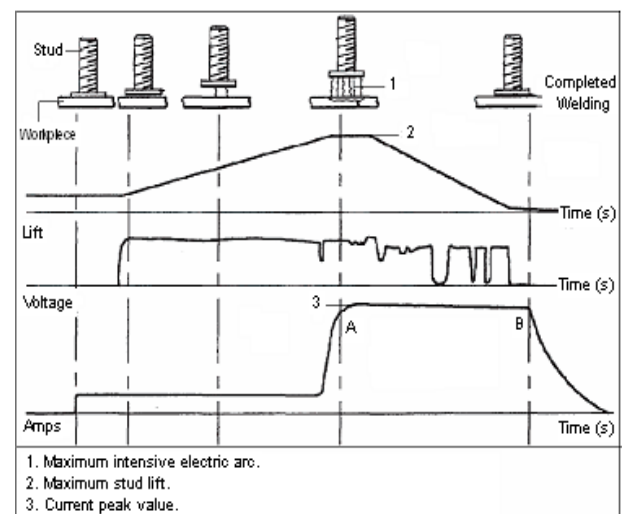 Stud
1
Workpiece
Completed
Welding
2
Time (s)
Lift
Time (s)
Voltage
3
A
B
Amps
Time (s)
1. Maximum intensive electric arc.
2. Maximum stud lift.
3. Current peak value.